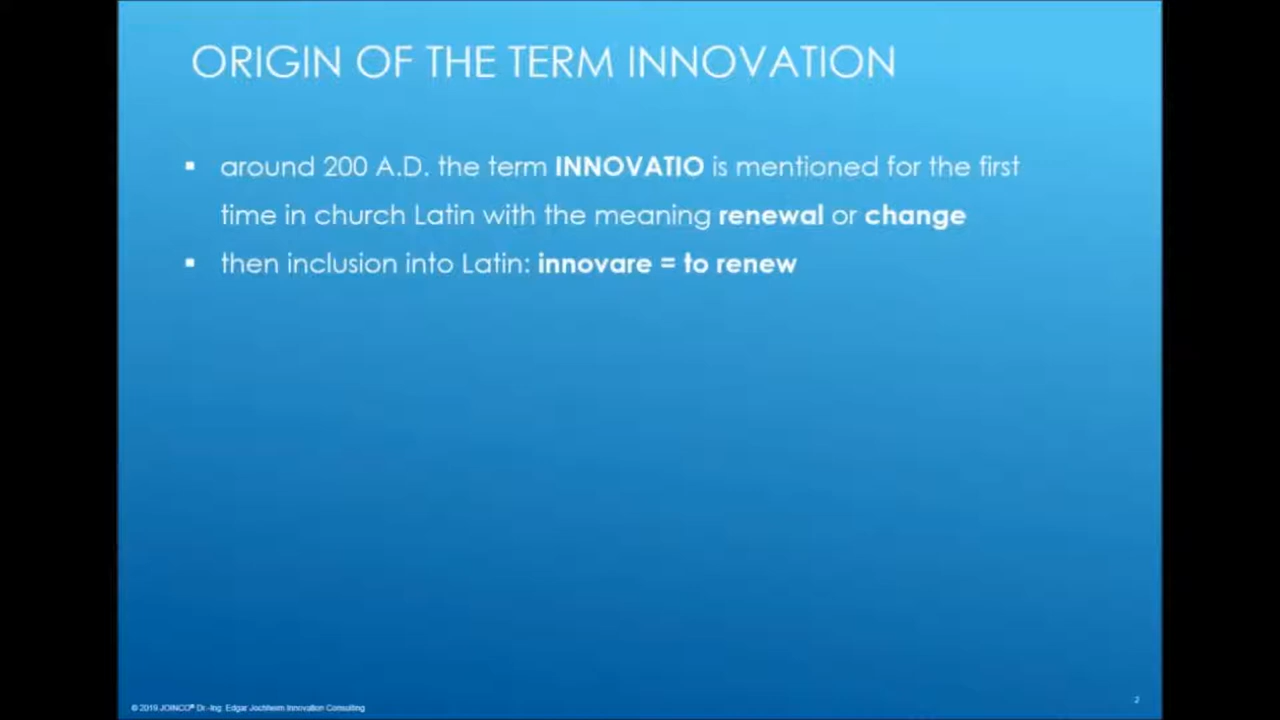 ORIGIN OF THE TERM INNOVATION
▪ around 200 A.D. the term INNOVATIO is mentioned for the first
time in church Latin with the meaning renewal or change
▪ then inclusion into Latin: innovare = to renew
© 2019 JOINCO® Dr.-Ing. Edgar Jochheim Innovation Consulting
2